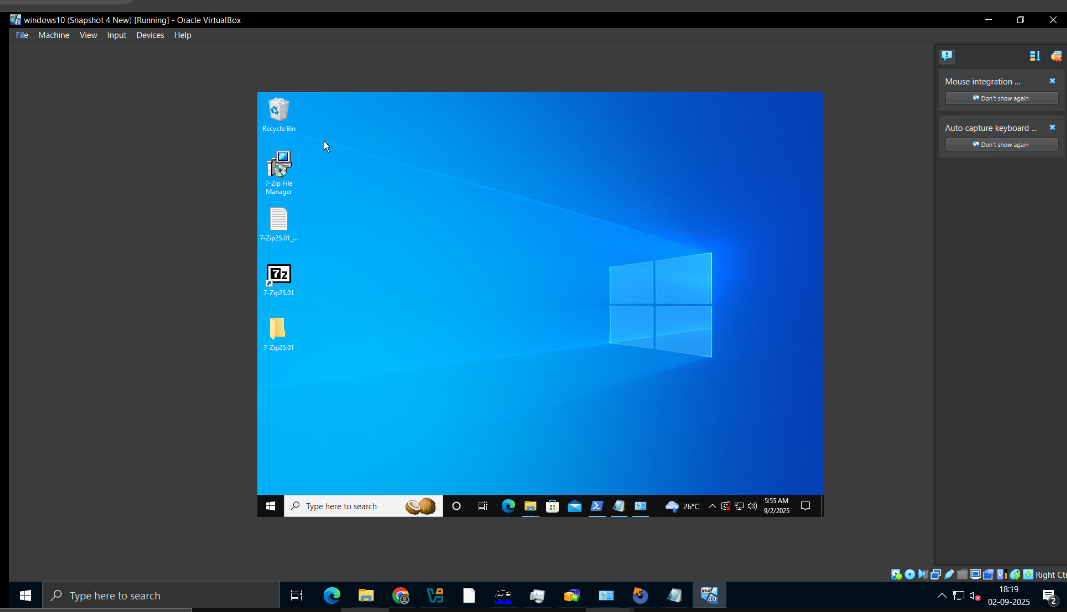 windows10 (Snapshot 4 New) [Running] - Oracle VirtualBox
File Machine View Input Devices Help
Mouse integration ...
Don't show again
Auto capture keyboard ...
Don't show again
Recycle Bin
7-Zip File
Manager
7-Zip25.01_...
7z
7-Zip25.01
7-Zip25.01
Type here to search
26°C
5:55 AM
9/2/2025
Right Ct
Type here to search
18:19
02-09-2025
2